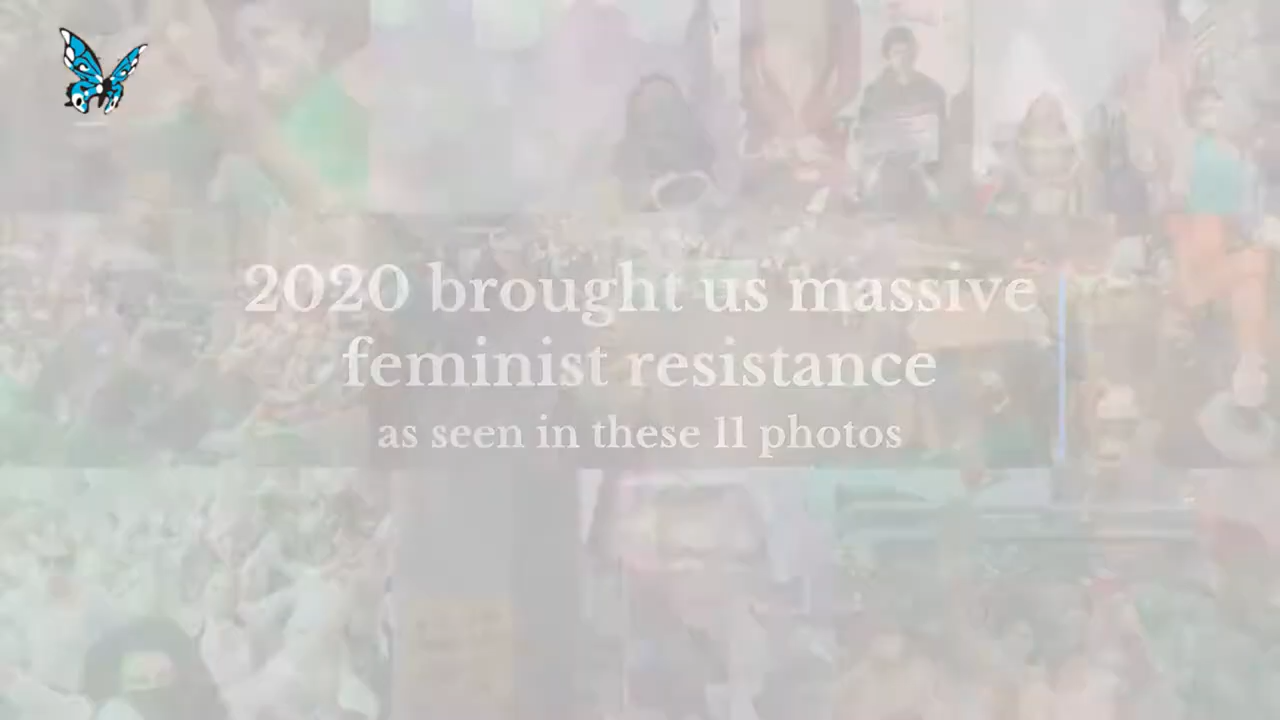 2020 brought us massive
feminist resistance
as seen in these 11 photos